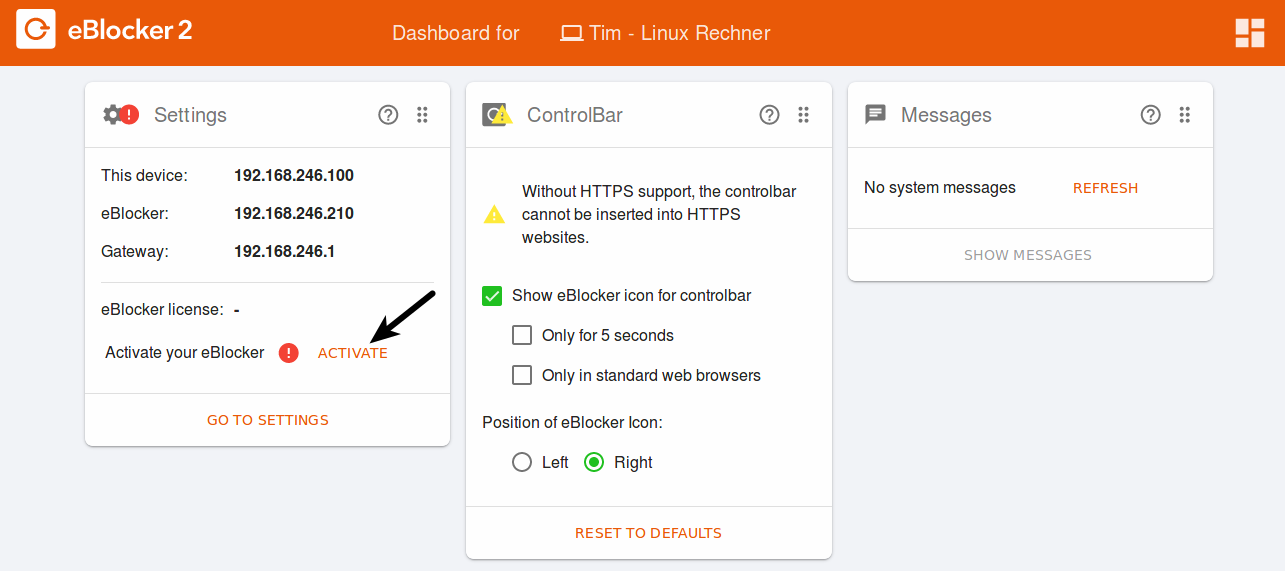 eBlocker 2
Dashboard for
Tim - Linux Rechner
Settings
This device: 192.168.246.100
eBlocker: 192.168.246.210
Gateway: 192.168.246.1
eBlocker license: -
Activate your eBlocker ACTIVATE
GO TO SETTINGS
ControlBar
Without HTTPS support, the controlbar
cannot be inserted into HTTPS
websites.
Show eBlocker icon for controlbar
Only for 5 seconds
Only in standard web browsers
Position of eBlocker Icon:
Left Right
RESET TO DEFAULTS
Messages
No system messages REFRESH
SHOW MESSAGES